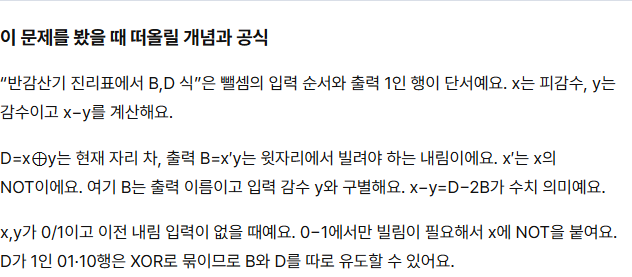 이 문제를 봤을 때 떠올릴 개념과 공식
“반감산기 진리표에서 B,D 식”은 뺄셈의 입력 순서와 출력 1인 행이 단서예요. x는 피감수, y는
감수이고 x−y를 계산해요.
D=x⊕y는 현재 자리 차, 출력 B=x′y는 윗자리에서 빌려야 하는 내림이에요. x′는 x의
NOT이에요. 여기 B는 출력 이름이고 입력 감수 y와 구별해요. x−y=D−2B가 수치 의미예요.
x,y가 0/1이고 이전 내림 입력이 없을 때예요. 0−1에서만 빌림이 필요해서 x에 NOT을 붙여요.
D가 1인 01·10행은 XOR로 묶이므로 B와 D를 따로 유도할 수 있어요.